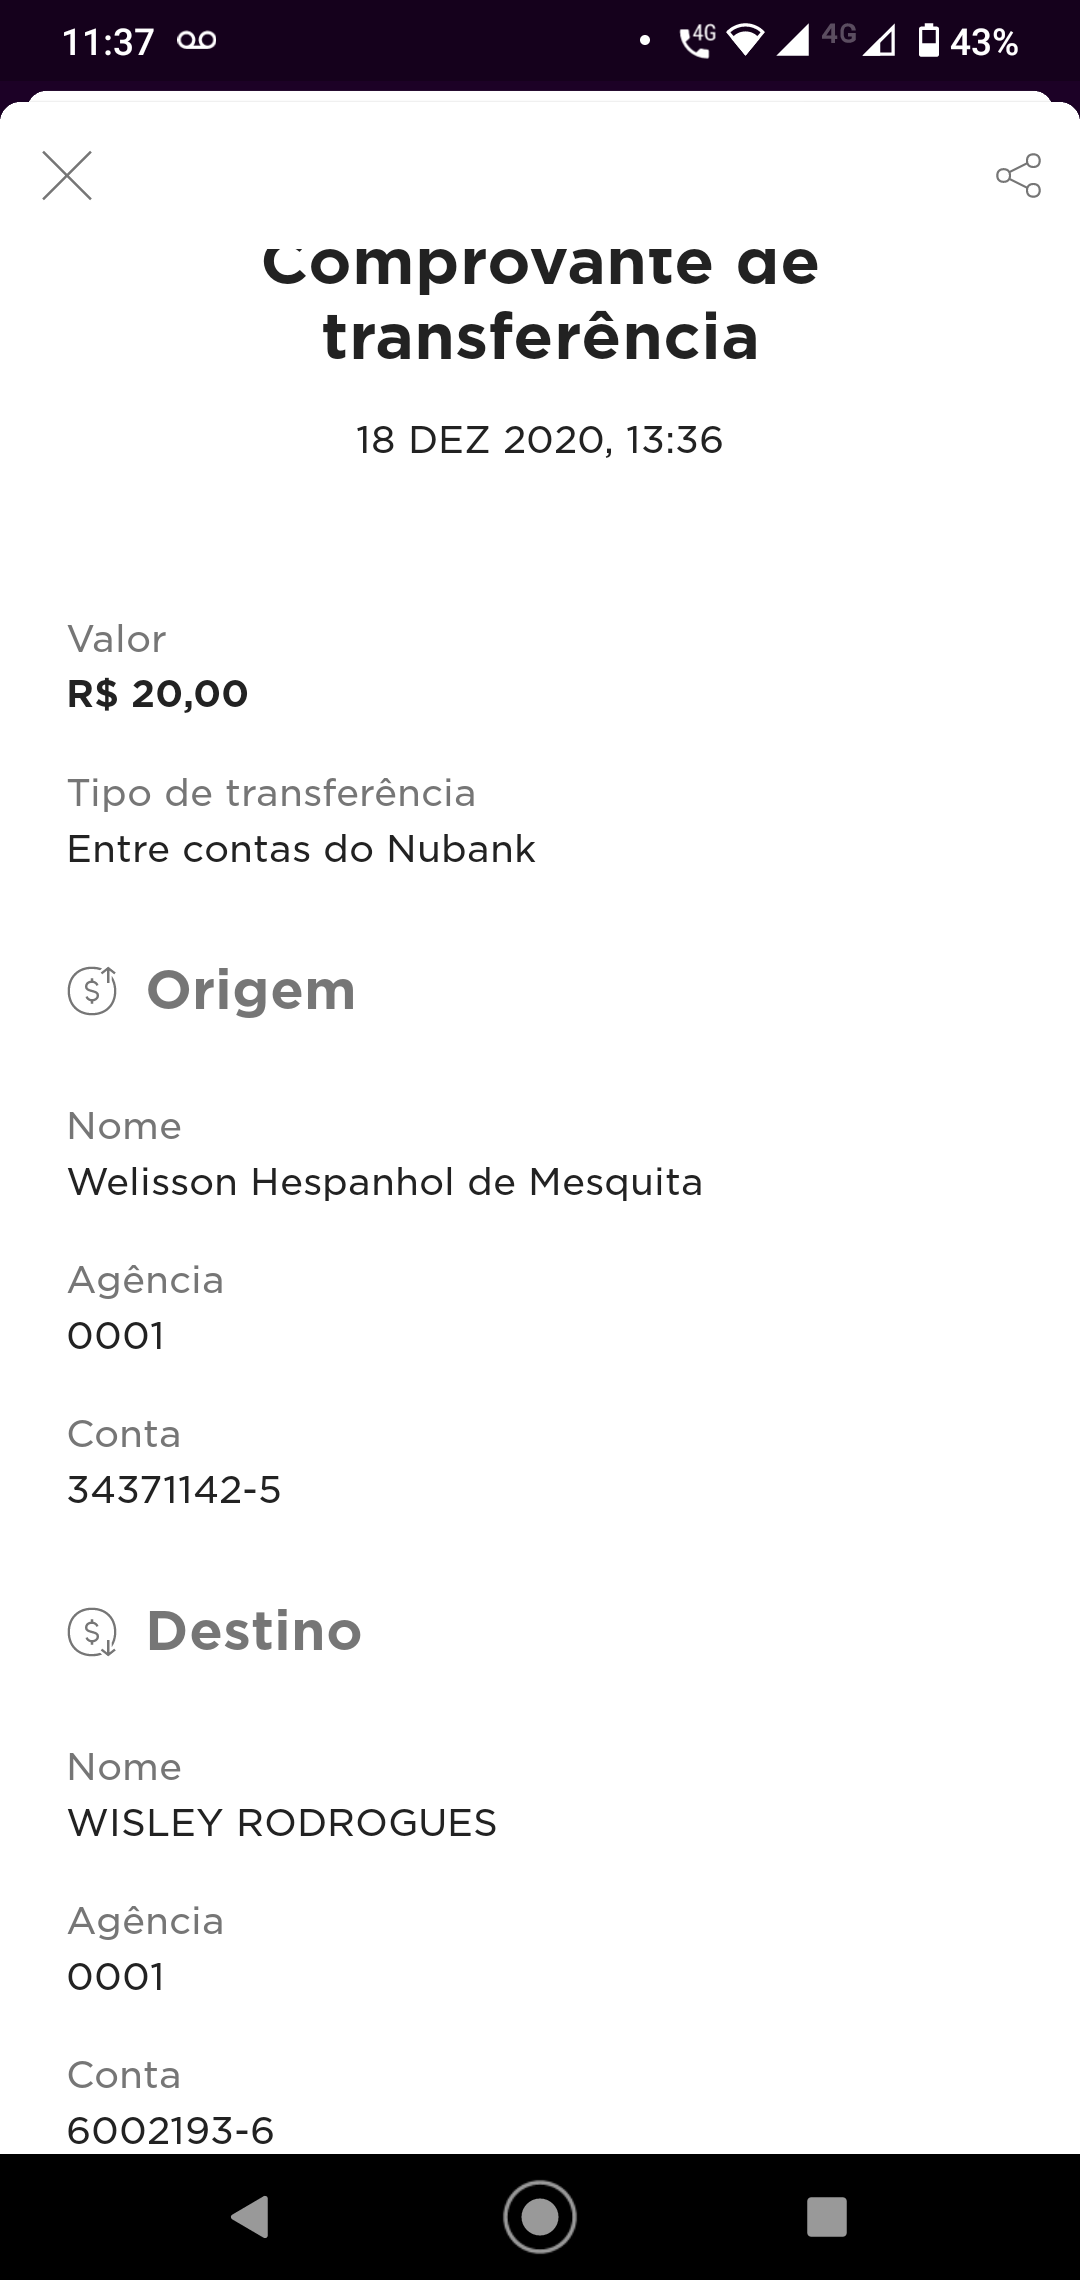 11:37
4G 4G 43%
Comprovante de
transferência
18 DEZ 2020, 13:36
Valor
R$ 20,00
Tipo de transferência
Entre contas do Nubank
Origem
Nome
Welisson Hespanhol de Mesquita
Agência
0001
Conta
34371142-5
Destino
Nome
WISLEY RODROGUES
Agência
0001
Conta
6002193-6